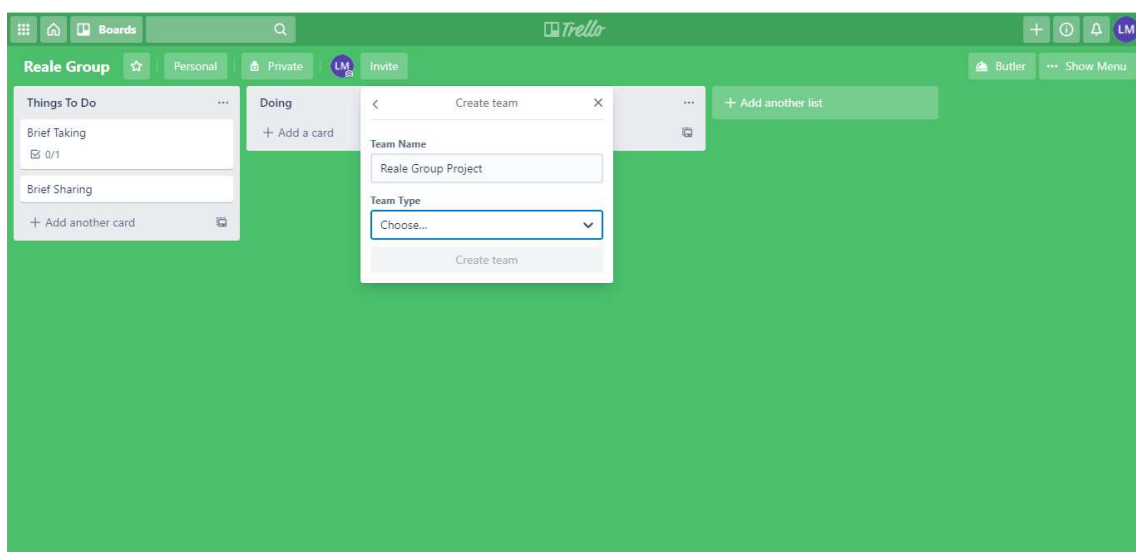 Boards
Trello
LM
Reale Group
Personal
Private
LM
Invite
Butler
... Show Menu
Things To Do
...
Brief Taking
0/1
Brief Sharing
+ Add another card
Doing
+ Add a card
Create team
Team Name
Reale Group Project
Team Type
Choose...
Create team
...
+ Add another list